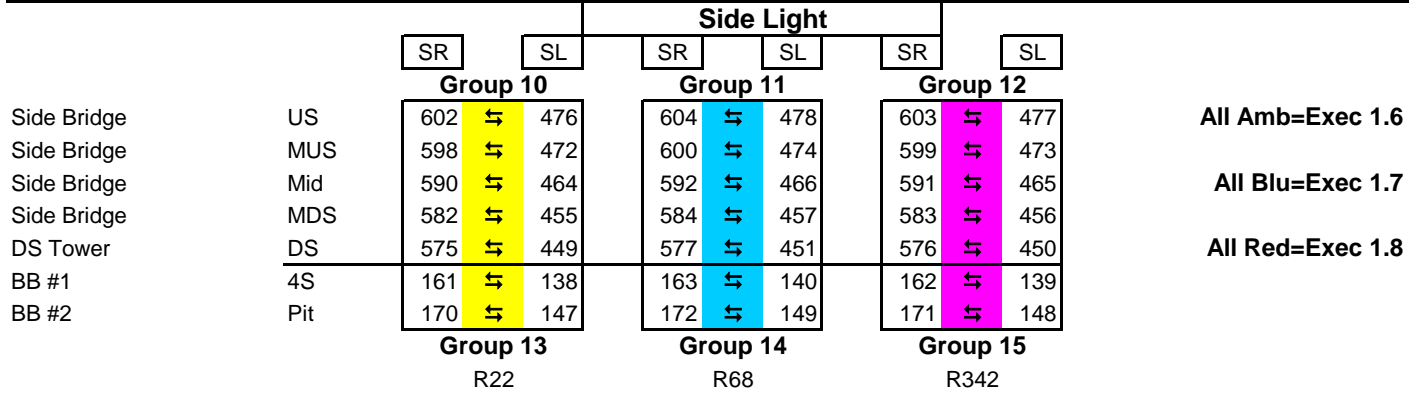 Side Light
SR SL SR SL SR SL
Group 10 Group 11 Group 12
Side Bridge US 602 ⇆ 476 604 ⇆ 478 603 ⇆ 477 All Amb=Exec 1.6
Side Bridge MUS 598 ⇆ 472 600 ⇆ 474 599 ⇆ 473
Side Bridge Mid 590 ⇆ 464 592 ⇆ 466 591 ⇆ 465 All Blu=Exec 1.7
Side Bridge MDS 582 ⇆ 455 584 ⇆ 457 583 ⇆ 456
DS Tower DS 575 ⇆ 449 577 ⇆ 451 576 ⇆ 450 All Red=Exec 1.8
BB #1 4S 161 ⇆ 138 163 ⇆ 140 162 ⇆ 139
BB #2 Pit 170 ⇆ 147 172 ⇆ 149 171 ⇆ 148
Group 13 Group 14 Group 15
R22 R68 R342